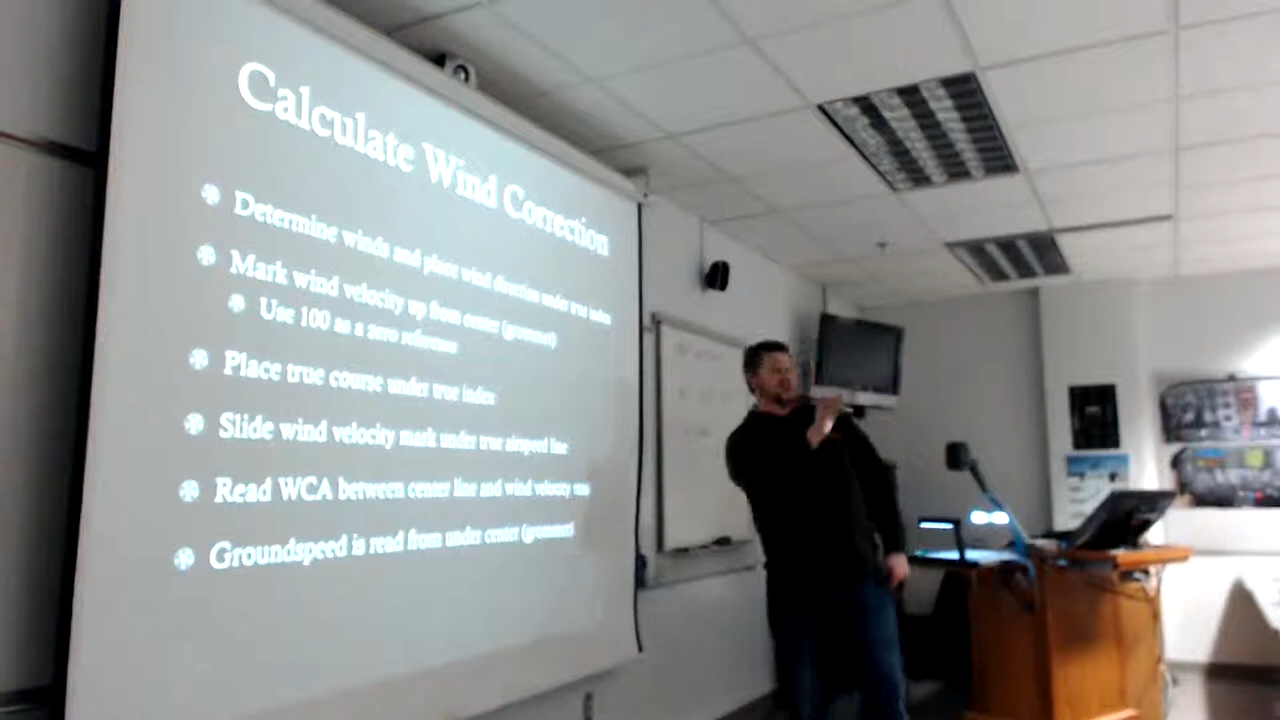 Calculate Wind Correction
Determine winds and place wind direction under true index
Mark wind velocity up from center (grommet)
Use 100 as a zero reference
Place true course under true index
Slide wind velocity mark under true airspeed line
Read WCA between center line and wind velocity
Groundspeed is read from under center (grommet)